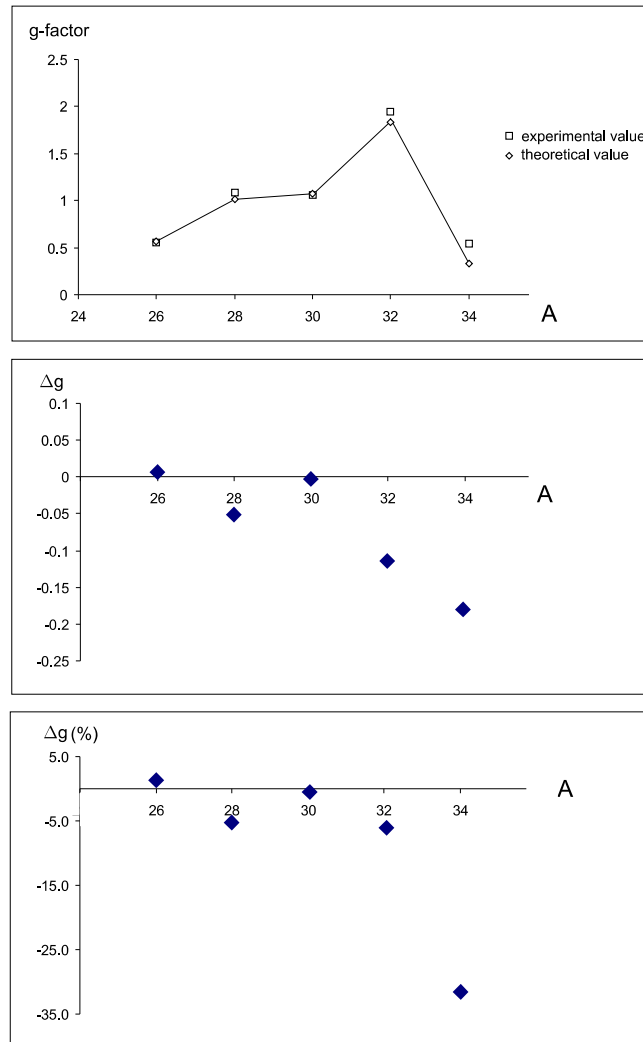 g-factor
2.5
2
1.5
1
0.5
0
24 26 28 30 32 34 A
experimental value
theoretical value
Δg
0.1
0.05
0
-0.05
-0.1
-0.15
-0.2
-0.25
26 28 30 32 34 A
Δg (%)
5.0
-5.0
-15.0
-25.0
-35.0
26 28 30 32 34 A